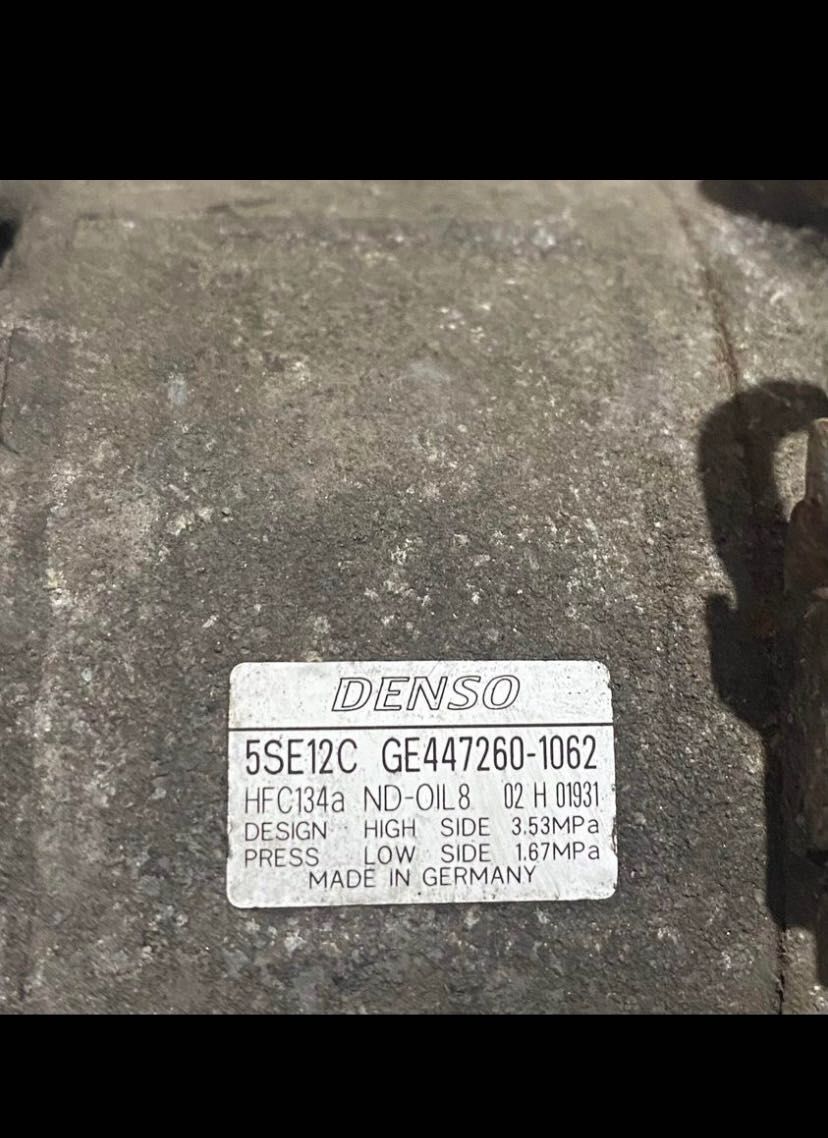 DENSO
5SE12C GE447260-1062
HFC134a ND-OIL8 02 H 01931
DESIGN HIGH SIDE 3.53MPa
PRESS LOW SIDE 1.67MPa
MADE IN GERMANY